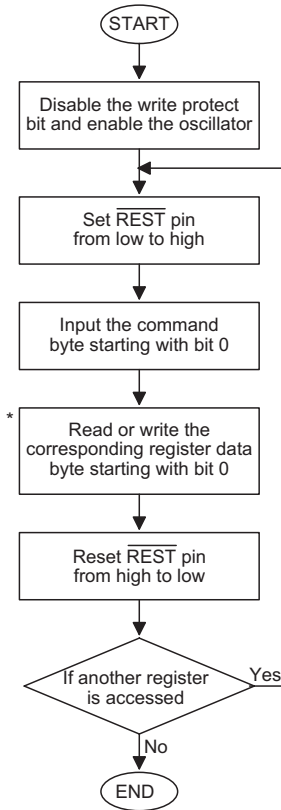 START
Disable the write protect
bit and enable the oscillator
Set REST pin
from low to high
Input the command
byte starting with bit 0
*
Read or write the
corresponding register data
byte starting with bit 0
Reset REST pin
from high to low
If another register
is accessed
Yes
No
END